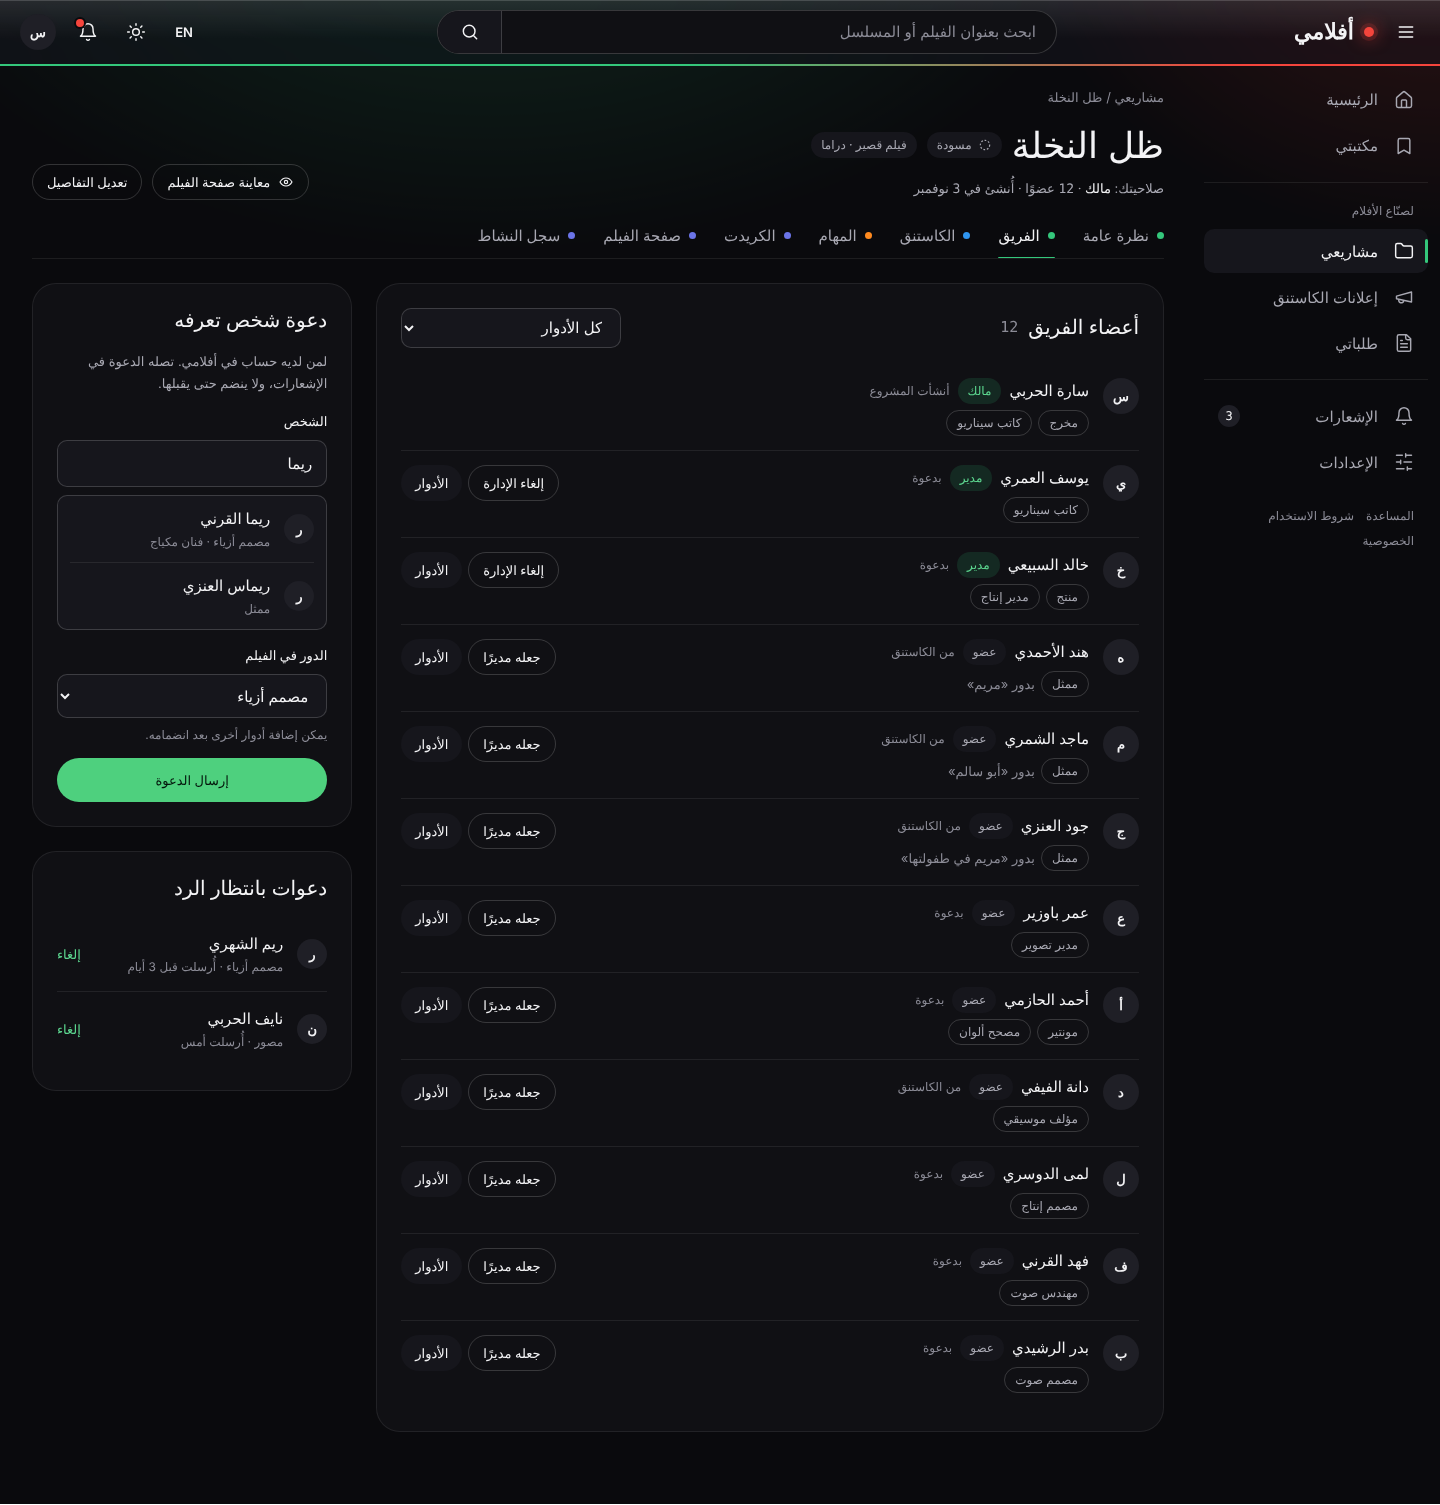 أفلامي
ابحث بعنوان الفيلم أو المسلسل
EN
س
الرئيسية
مكتبتي
لصنّاع الأفلام
مشاريعي
إعلانات الكاستنق
طلباتي
الإشعارات 3
الإعدادات
المساعدة شروط الاستخدام
الخصوصية
مشاريعي / ظل النخلة
ظل النخلة مسودة فيلم قصير · دراما
صلاحيتك: مالك · 12 عضوًا · أُنشئ في 3 نوفمبر
معاينة صفحة الفيلم
تعديل التفاصيل
نظرة عامة الفريق الكاستنق المهام الكريدت صفحة الفيلم سجل النشاط
أعضاء الفريق 12
كل الأدوار
س
سارة الحربي مالك أنشأت المشروع
مخرج كاتب سيناريو
ي
يوسف العمري مدير بدعوة
كاتب سيناريو
إلغاء الإدارة الأدوار
خ
خالد السبيعي مدير بدعوة
منتج مدير إنتاج
إلغاء الإدارة الأدوار
ه
هند الأحمدي عضو من الكاستنق
ممثل بدور «مريم»
جعله مديرًا الأدوار
م
ماجد الشمري عضو من الكاستنق
ممثل بدور «أبو سالم»
جعله مديرًا الأدوار
ج
جود العنزي عضو من الكاستنق
ممثل بدور «مريم في طفولتها»
جعله مديرًا الأدوار
ع
عمر باوزير عضو بدعوة
مدير تصوير
جعله مديرًا الأدوار
أ
أحمد الحازمي عضو بدعوة
مونتير مصحح ألوان
جعله مديرًا الأدوار
د
دانة الفيفي عضو من الكاستنق
مؤلف موسيقي
جعله مديرًا الأدوار
ل
لمى الدوسري عضو بدعوة
مصمم إنتاج
جعله مديرًا الأدوار
ف
فهد القرني عضو بدعوة
مهندس صوت
جعله مديرًا الأدوار
ب
بدر الرشيدي عضو بدعوة
مصمم صوت
جعله مديرًا الأدوار
دعوة شخص تعرفه
لمن لديه حساب في أفلامي. تصله الدعوة في
الإشعارات، ولا ينضم حتى يقبلها.
الشخص
ريما
ر
ريما القرني
مصمم أزياء · فنان مكياج
ر
ريماس العنزي
ممثل
الدور في الفيلم
مصمم أزياء
يمكن إضافة أدوار أخرى بعد انضمامه.
إرسال الدعوة
دعوات بانتظار الرد
ر
ريم الشهري
مصمم أزياء · أُرسلت قبل 3 أيام
إلغاء
ن
نايف الحربي
مصور · أُرسلت أمس
إلغاء